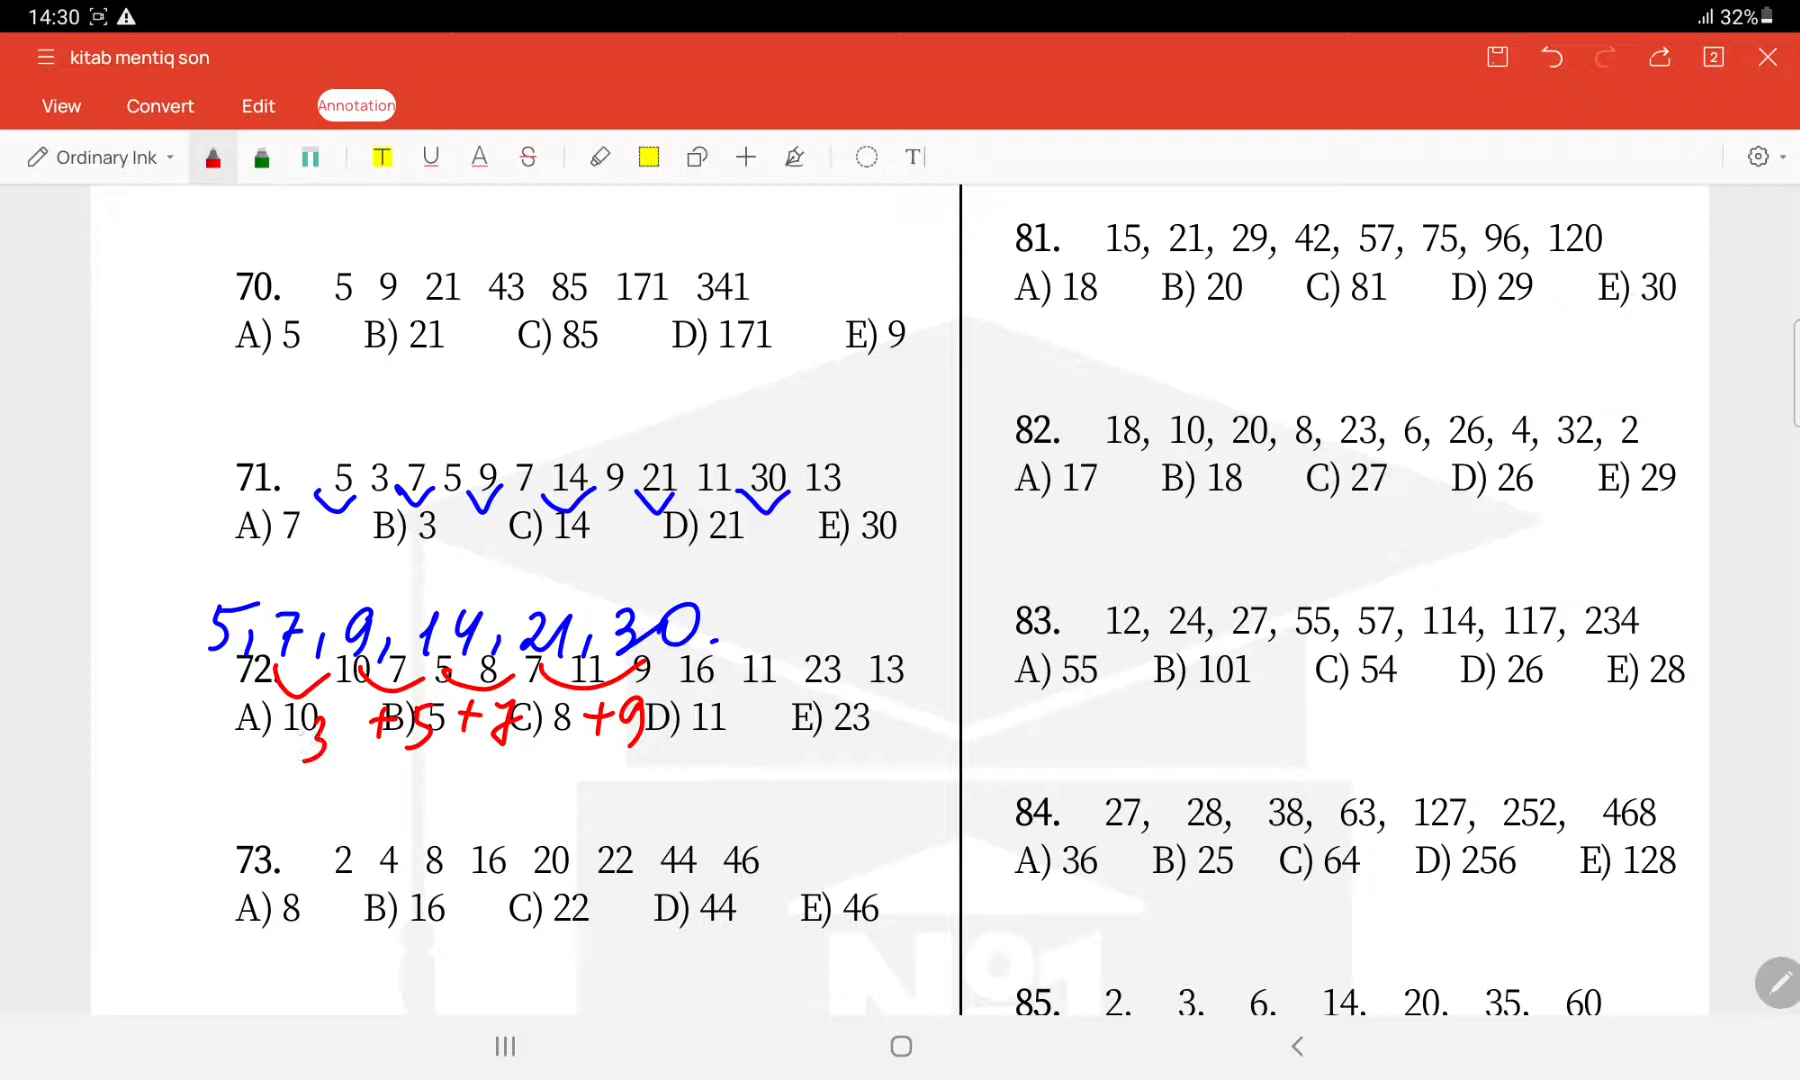 14:30 32%
kitab mentiq son 2
View Convert Edit Annotation
Ordinary Ink T U A S T
70. 5 9 21 43 85 171 341
A) 5 B) 21 C) 85 D) 171 E) 9
71. 5 3 7 5 9 7 14 9 21 11 30 13
A) 7 B) 3 C) 14 D) 21 E) 30
5, 7, 9, 14, 21, 30.
72. 10 7 5 8 7 11 9 16 11 23 13
A) 10 B) 5 C) 8 D) 11 E) 23
3 +5 +7 +9
73. 2 4 8 16 20 22 44 46
A) 8 B) 16 C) 22 D) 44 E) 46
Nº1
81. 15, 21, 29, 42, 57, 75, 96, 120
A) 18 B) 20 C) 81 D) 29 E) 30
82. 18, 10, 20, 8, 23, 6, 26, 4, 32, 2
A) 17 B) 18 C) 27 D) 26 E) 29
83. 12, 24, 27, 55, 57, 114, 117, 234
A) 55 B) 101 C) 54 D) 26 E) 28
84. 27, 28, 38, 63, 127, 252, 468
A) 36 B) 25 C) 64 D) 256 E) 128
85. 2, 3, 6, 14, 20, 35, 60